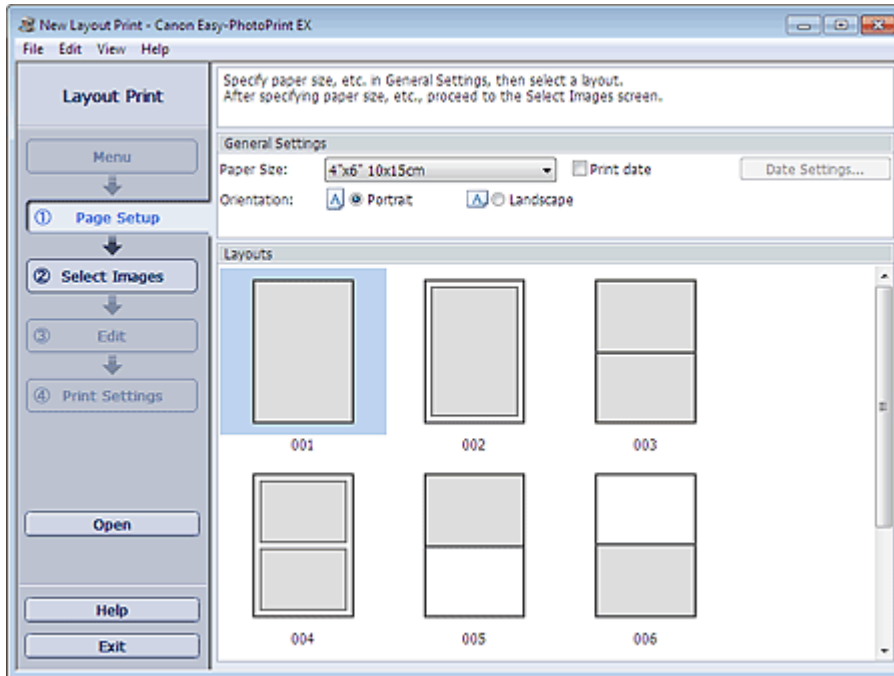 New Layout Print - Canon Easy-PhotoPrint EX
File Edit View Help
Layout Print
Specify paper size, etc. in General Settings, then select a layout.
After specifying paper size, etc., proceed to the Select Images screen.
Menu
① Page Setup
② Select Images
③ Edit
④ Print Settings
Open
Help
Exit
General Settings
Paper Size: 4"x6" 10x15cm Print date Date Settings...
Orientation: A Portrait A Landscape
Layouts
001 002 003
004 005 006